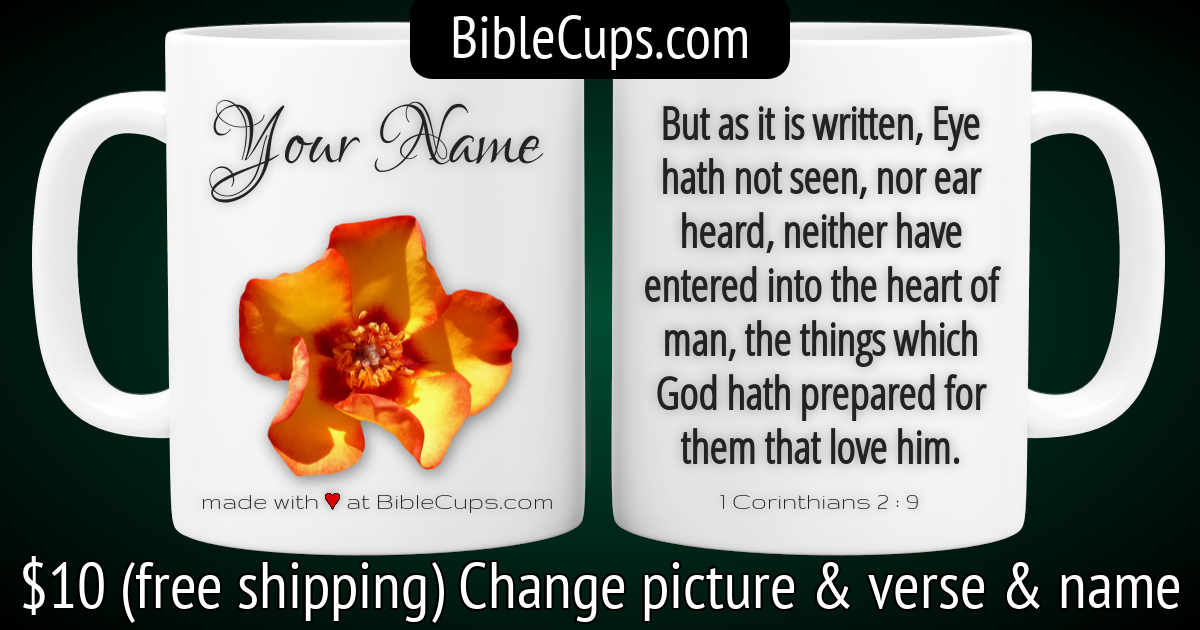 BibleCups.com
Your Name
made with ♥ at BibleCups.com
But as it is written, Eye
hath not seen, nor ear
heard, neither have
entered into the heart of
man, the things which
God hath prepared for
them that love him.
1 Corinthians 2 : 9
$10 (free shipping) Change picture & verse & name